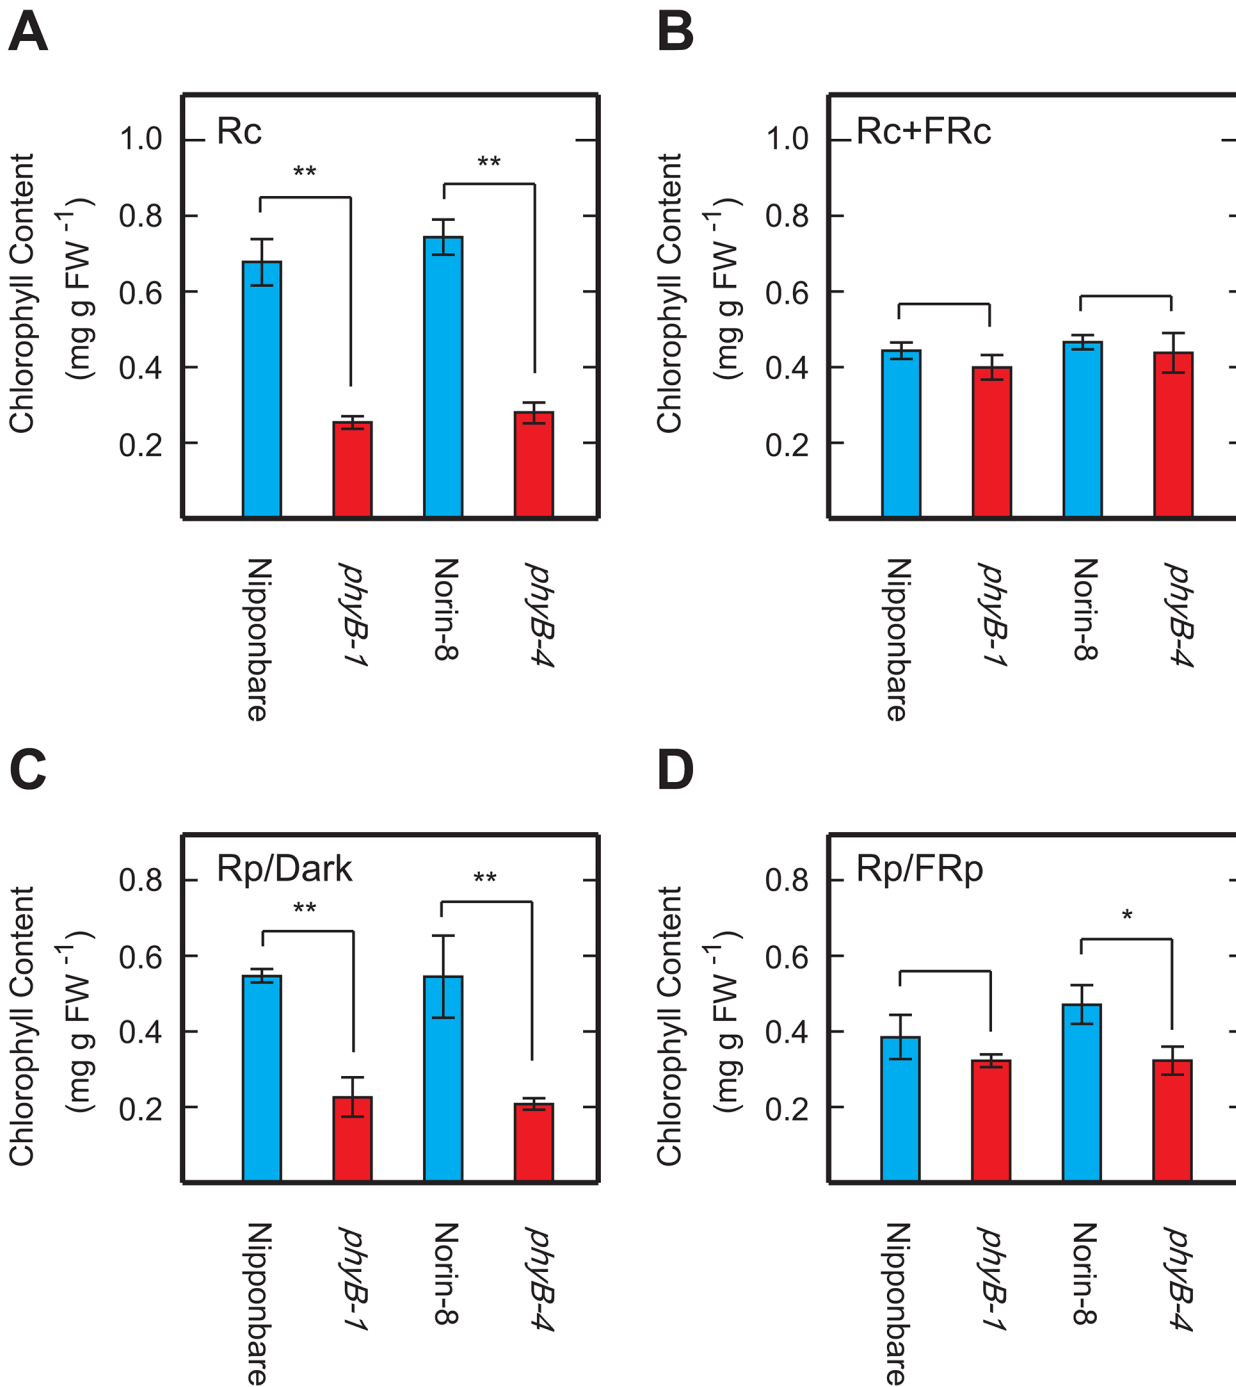 A
Rc
**
**
1.0
0.8
0.6
0.4
0.2
Chlorophyll Content
(mg g FW -1)
Nipponbare
phyB-1
Norin-8
phyB-4
B
Rc+FRc
1.0
0.8
0.6
0.4
0.2
Chlorophyll Content
(mg g FW -1)
Nipponbare
phyB-1
Norin-8
phyB-4
C
Rp/Dark
**
**
0.8
0.6
0.4
0.2
Chlorophyll Content
(mg g FW -1)
Nipponbare
phyB-1
Norin-8
phyB-4
D
Rp/FRp
*
0.8
0.6
0.4
0.2
Chlorophyll Content
(mg g FW -1)
Nipponbare
phyB-1
Norin-8
phyB-4